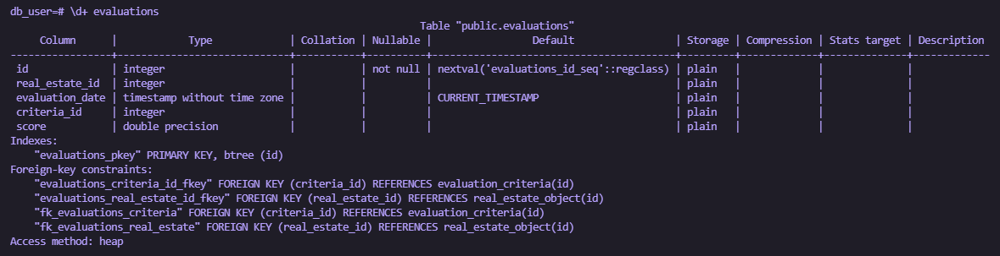 db_user=# \d+ evaluations
Table "public.evaluations"
Column | Type | Collation | Nullable | Default | Storage | Compression | Stats target | Description
-----------------+-----------------------------+-----------+----------+-----------------------------------------+---------+-------------+--------------+-------------
id | integer | | not null | nextval('evaluations_id_seq'::regclass) | plain | | |
real_estate_id | integer | | | | plain | | |
evaluation_date | timestamp without time zone | | | CURRENT_TIMESTAMP | plain | | |
criteria_id | integer | | | | plain | | |
score | double precision | | | | plain | | |
Indexes:
"evaluations_pkey" PRIMARY KEY, btree (id)
Foreign-key constraints:
"evaluations_criteria_id_fkey" FOREIGN KEY (criteria_id) REFERENCES evaluation_criteria(id)
"evaluations_real_estate_id_fkey" FOREIGN KEY (real_estate_id) REFERENCES real_estate_object(id)
"fk_evaluations_criteria" FOREIGN KEY (criteria_id) REFERENCES evaluation_criteria(id)
"fk_evaluations_real_estate" FOREIGN KEY (real_estate_id) REFERENCES real_estate_object(id)
Access method: heap